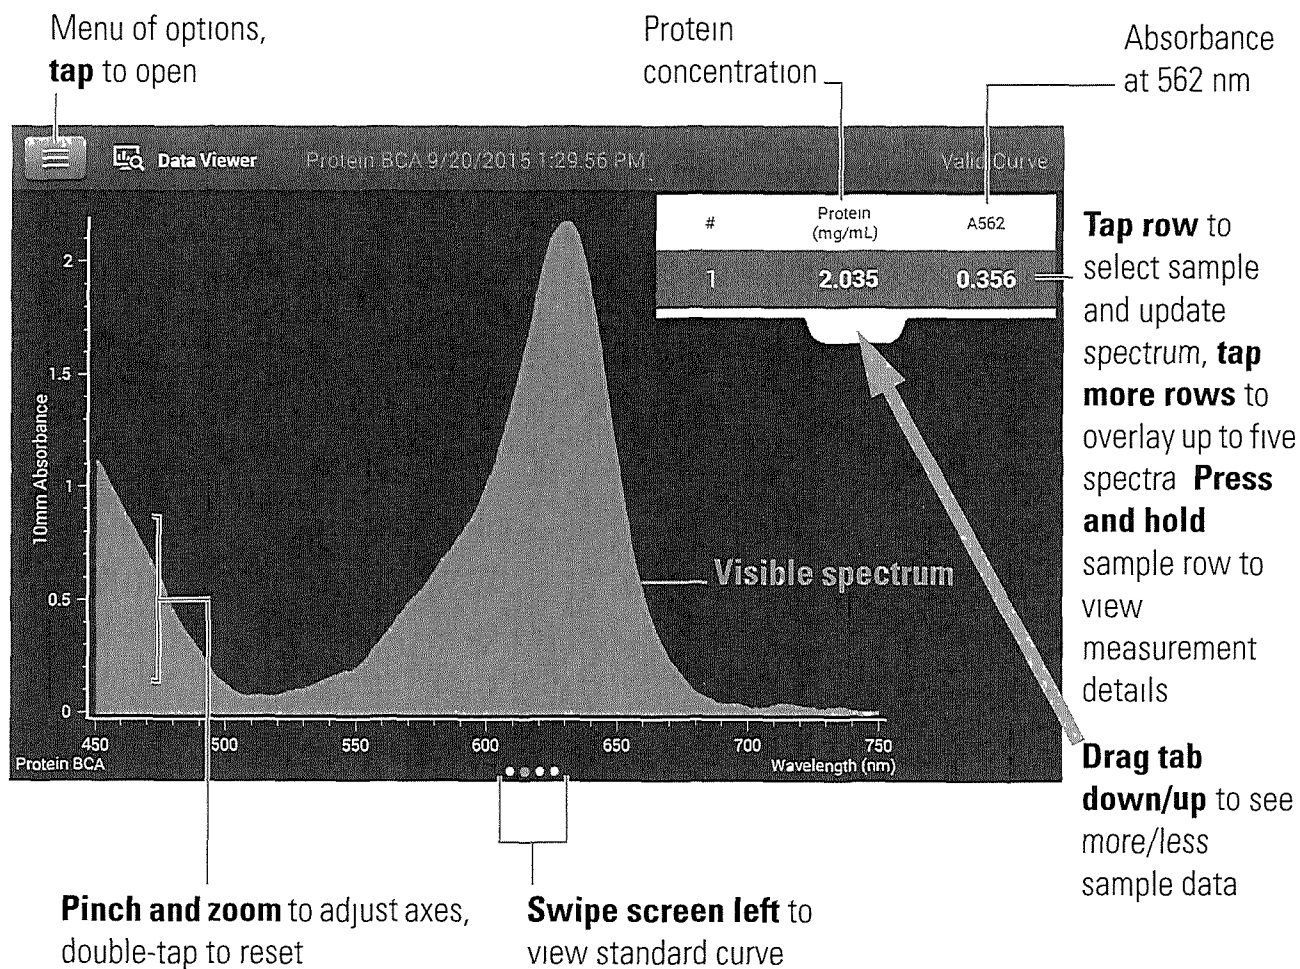 Menu of options,
tap to open
Protein
concentration
Absorbance
at 562 nm
Data Viewer
Protein BCA 9/20/2015 1:29.56 PM
Valid Curve
#
Protein
(mg/mL)
A562
1
2.035
0.356
Tap row to
select sample
and update
spectrum, tap
more rows to
overlay up to five
spectra Press
and hold
sample row to
view
measurement
details
10mm Absorbance
2
1.5
1
0.5
0
Visible spectrum
450
500
550
600
650
700
750
Protein BCA
Wavelength (nm)
Drag tab
down/up to see
more/less
sample data
Pinch and zoom to adjust axes,
double-tap to reset
Swipe screen left to
view standard curve